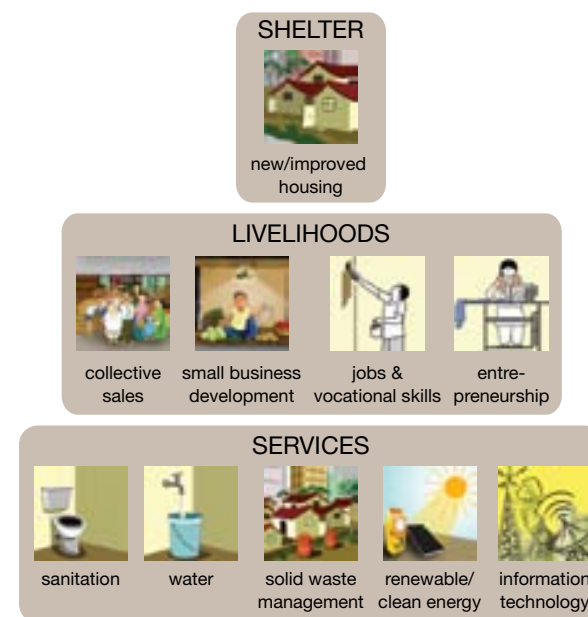 SHELTER
new/improved
housing
LIVELIHOODS
collective
sales
small business
development
jobs &
vocational skills
entre-
preneurship
SERVICES
sanitation
water
solid waste
management
renewable/
clean energy
information
technology